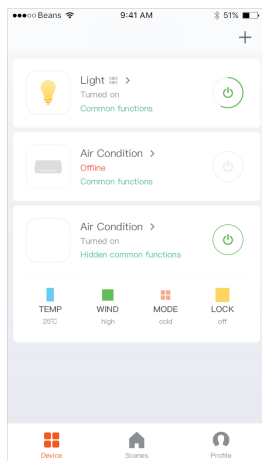 Beans 9:41 AM 51%
Light
Turned on
Common functions
Air Condition
Offline
Common functions
Air Condition
Turned on
Hidden common functions
TEMP WIND MODE LOCK
25℃ high cold off
Device Scenes Profile